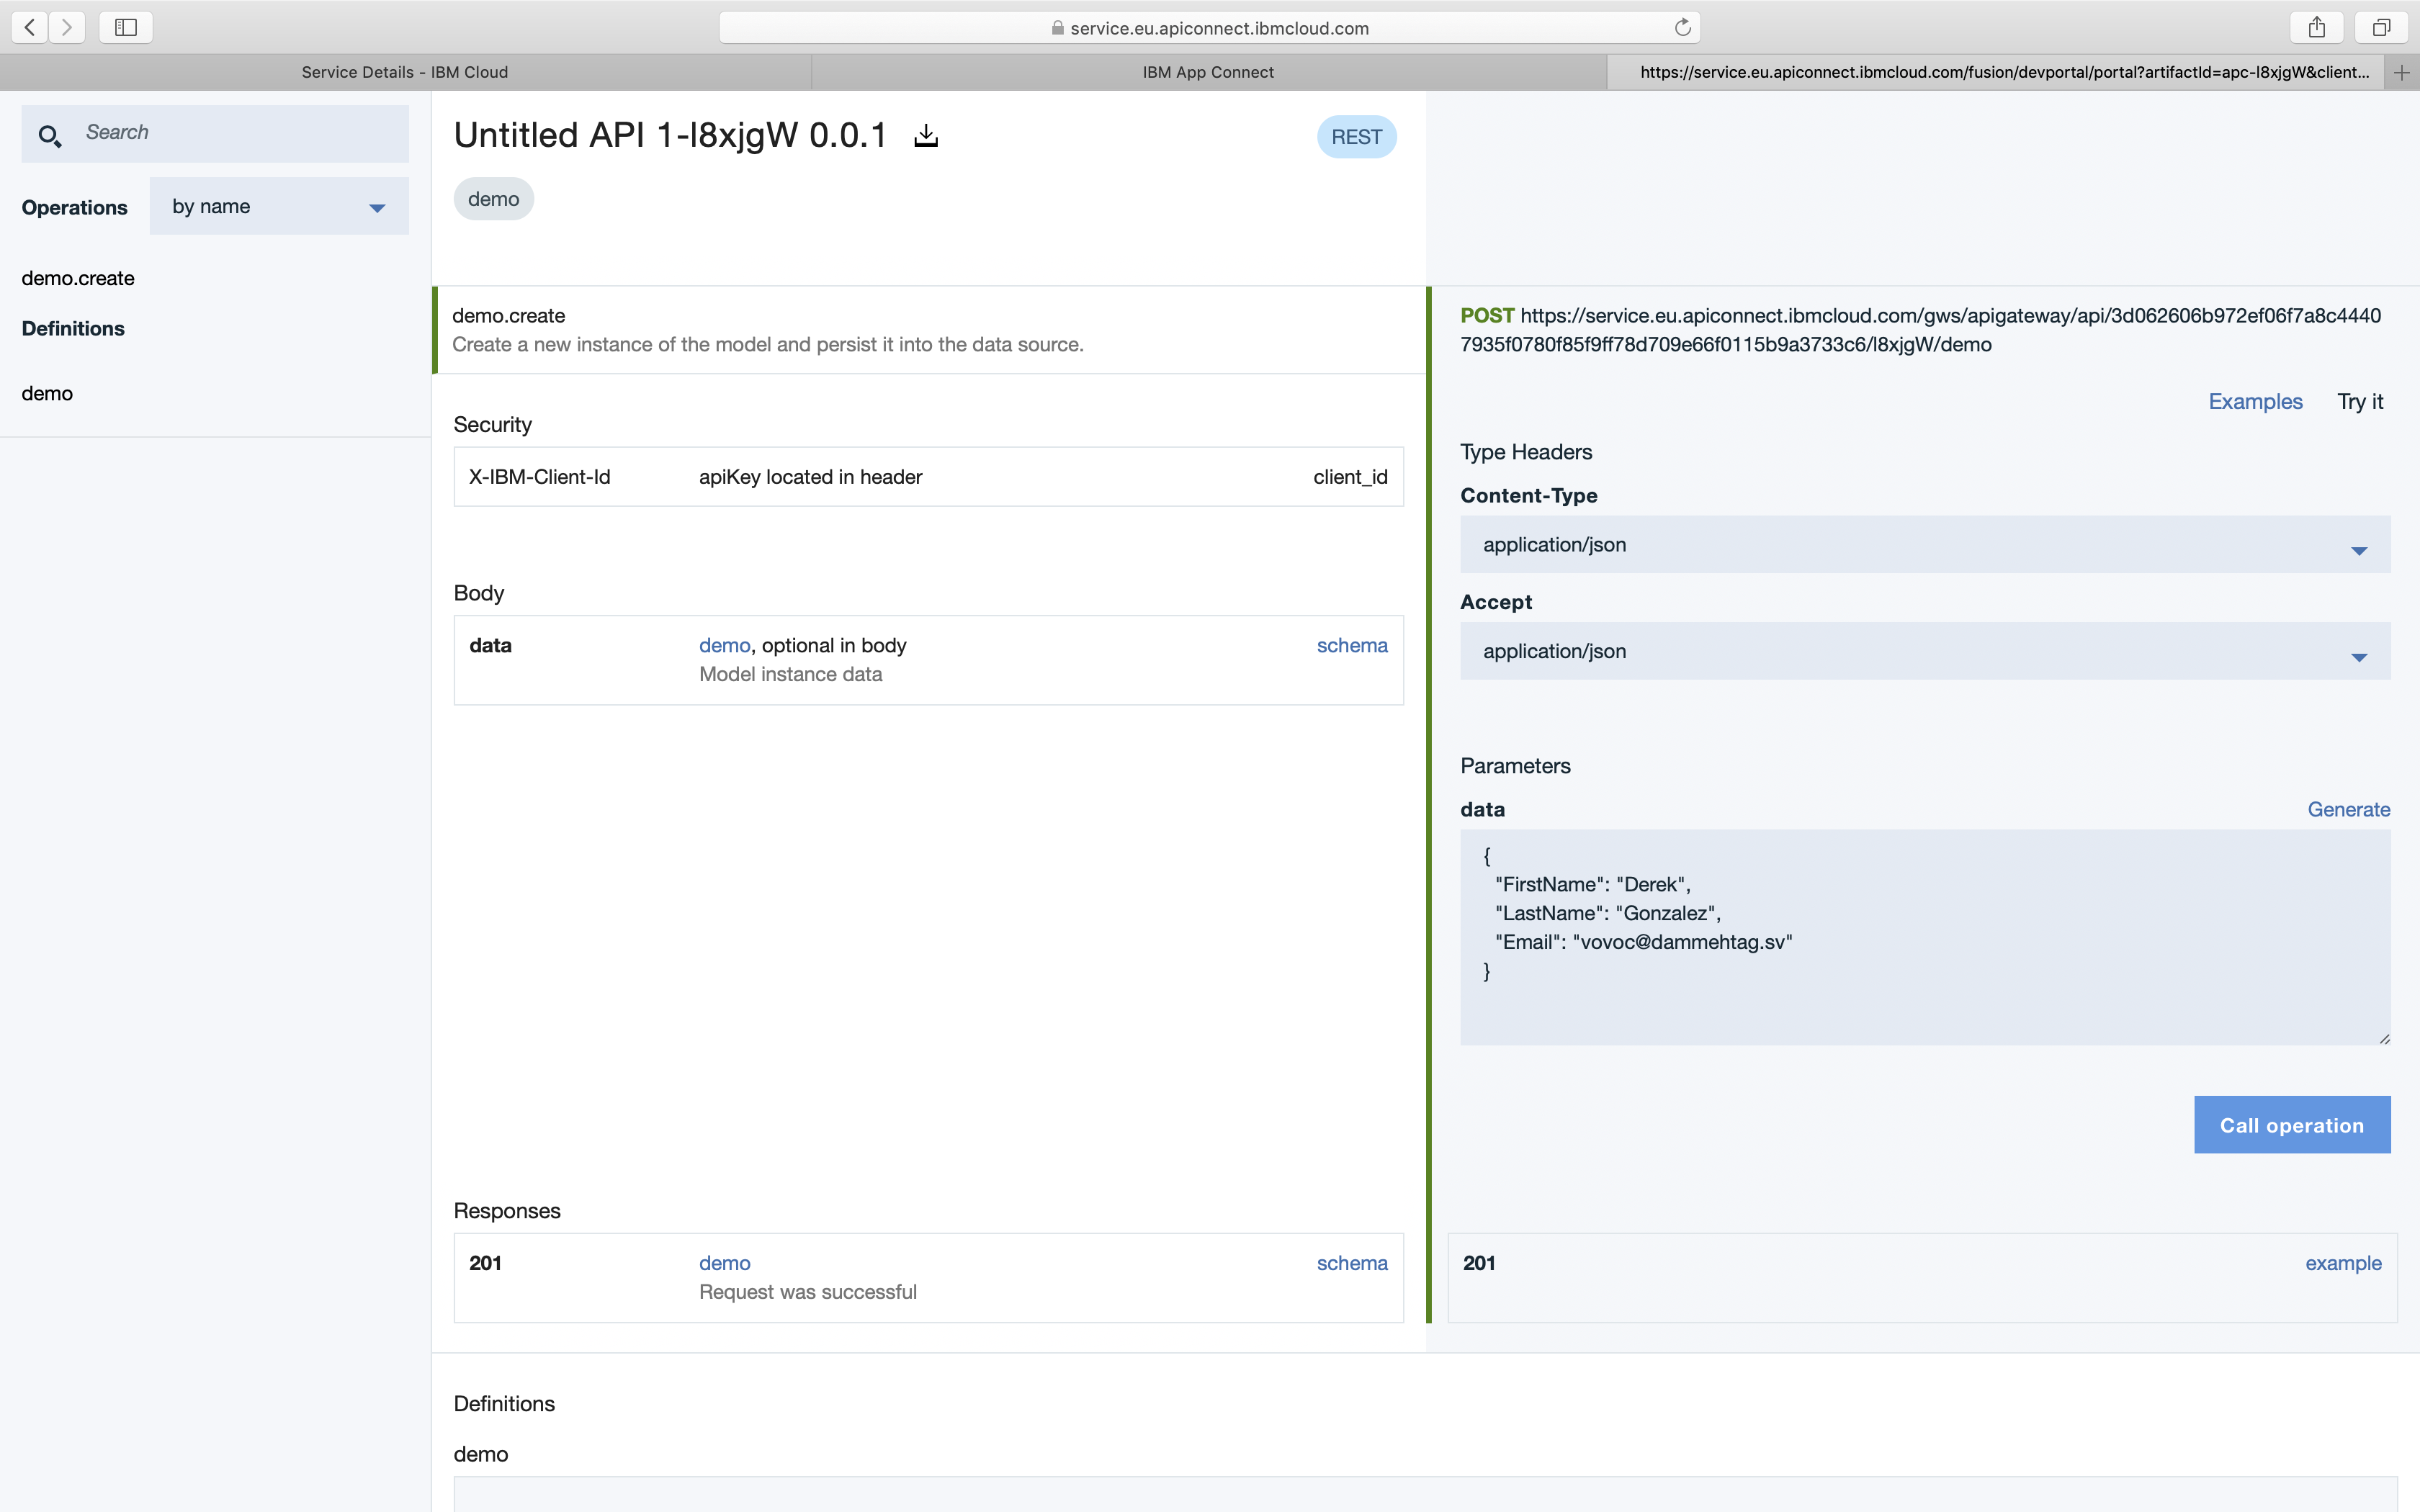 service.eu.apiconnect.ibmcloud.com
Service Details - IBM Cloud
IBM App Connect
https://service.eu.apiconnect.ibmcloud.com/fusion/devportal/portal?artifactId=apc-l8xjgW&client...
Search
Operations
by name
demo.create
Definitions
demo
Untitled API 1-l8xjgW 0.0.1
REST
demo
demo.create
Create a new instance of the model and persist it into the data source.
Security
X-IBM-Client-Id apiKey located in header client_id
Body
data demo, optional in body schema
Model instance data
Responses
201 demo schema
Request was successful
POST https://service.eu.apiconnect.ibmcloud.com/gws/apigateway/api/3d062606b972ef06f7a8c4440
7935f0780f85f9ff78d709e66f0115b9a3733c6/l8xjgW/demo
Examples Try it
Type Headers
Content-Type
application/json
Accept
application/json
Parameters
data Generate
{
"FirstName": "Derek",
"LastName": "Gonzalez",
"Email": "vovoc@dammehtag.sv"
}
Call operation
201 example
Definitions
demo